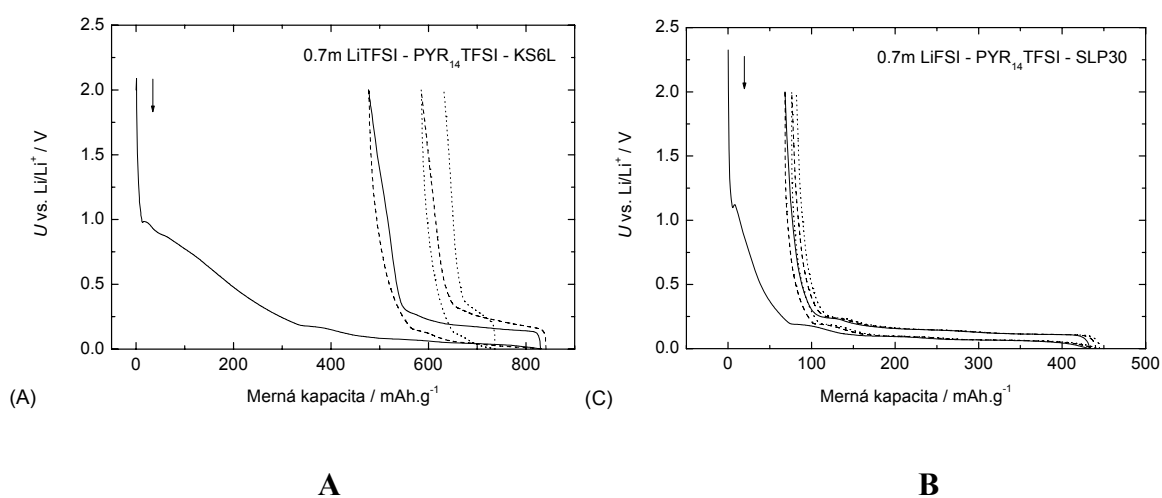 2.5
2.0
1.5
1.0
0.5
0.0
U vs. Li/Li⁺ / V
0.7m LiTFSI - PYR₁₄TFSI - KS6L
0 200 400 600 800
Merná kapacita / mAh.g⁻¹
(A)
2.5
2.0
1.5
1.0
0.5
0.0
U vs. Li/Li⁺ / V
0.7m LiFSI - PYR₁₄TFSI - SLP30
0 100 200 300 400 500
Merná kapacita / mAh.g⁻¹
(C)
A
B